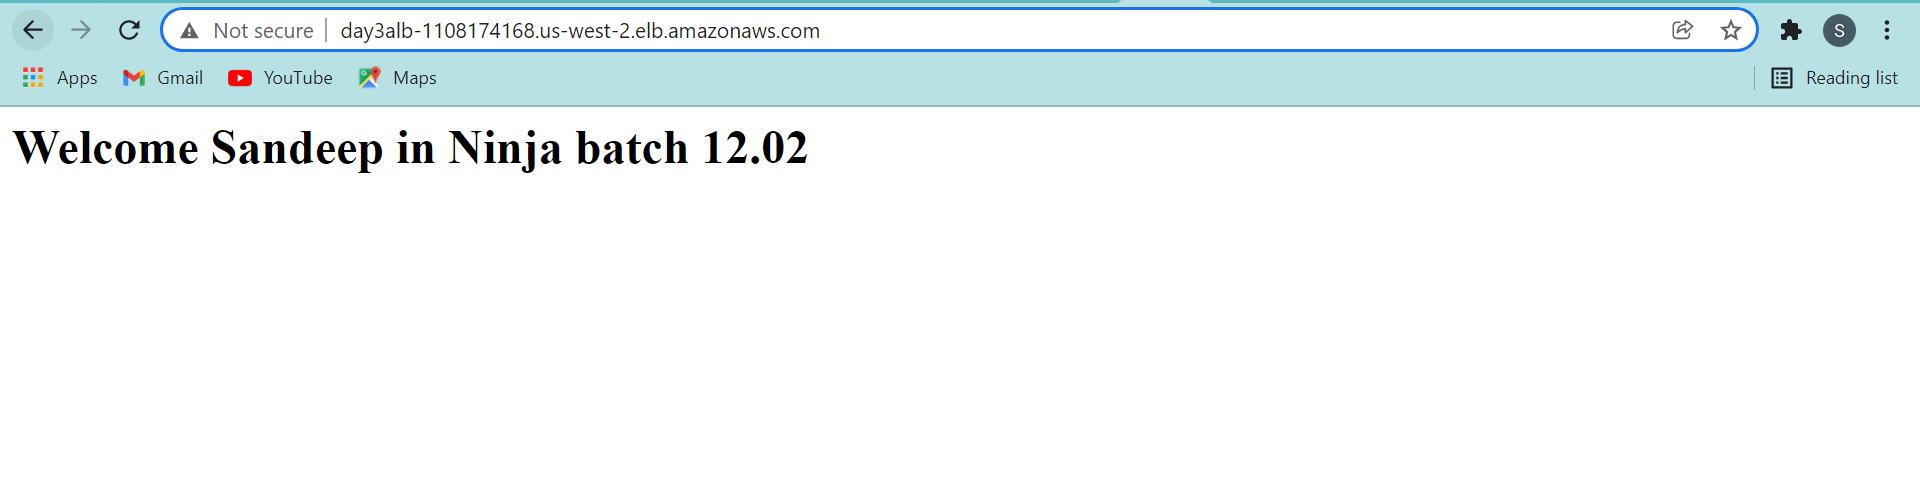 Not secure day3alb-1108174168.us-west-2.elb.amazonaws.com S
Apps Gmail YouTube Maps Reading list
Welcome Sandeep in Ninja batch 12.02